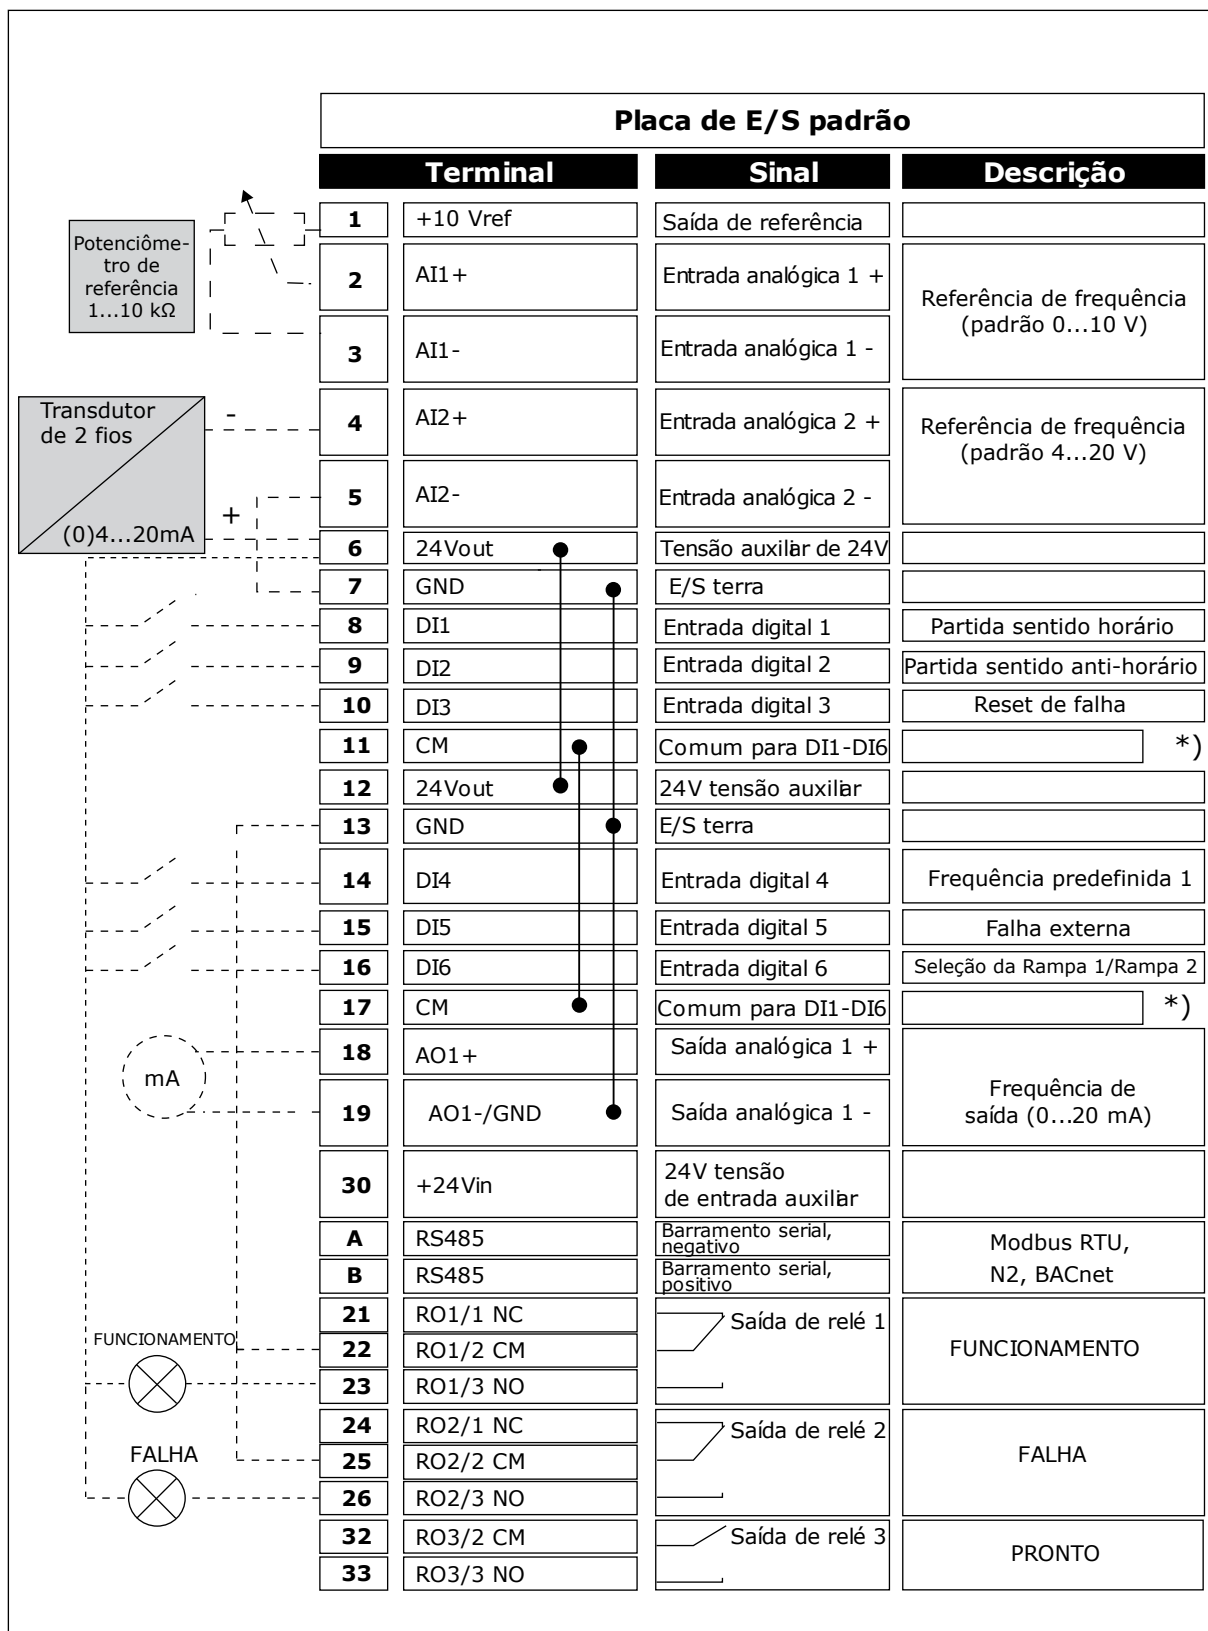 Placa de E/S padrão
Terminal Sinal Descrição
Potenciôme-
tro de
referência
1...10 kΩ
1 +10 Vref Saída de referência
2 AI1+ Entrada analógica 1 +
3 AI1- Entrada analógica 1 -
Referência de frequência
(padrão 0...10 V)
Transdutor
de 2 fios
(0)4...20mA
-
+
4 AI2+ Entrada analógica 2 +
5 AI2- Entrada analógica 2 -
Referência de frequência
(padrão 4...20 V)
6 24Vout Tensão auxiliar de 24V
7 GND E/S terra
8 DI1 Entrada digital 1 Partida sentido horário
9 DI2 Entrada digital 2 Partida sentido anti-horário
10 DI3 Entrada digital 3 Reset de falha
11 CM Comum para DI1-DI6 *)
12 24Vout 24V tensão auxiliar
13 GND E/S terra
14 DI4 Entrada digital 4 Frequência predefinida 1
15 DI5 Entrada digital 5 Falha externa
16 DI6 Entrada digital 6 Seleção da Rampa 1/Rampa 2
17 CM Comum para DI1-DI6 *)
mA
18 AO1+ Saída analógica 1 +
19 AO1-/GND Saída analógica 1 -
Frequência de
saída (0...20 mA)
30 +24Vin 24V tensão
de entrada auxiliar
A RS485 Barramento serial,
negativo
B RS485 Barramento serial,
positivo
Modbus RTU,
N2, BACnet
FUNCIONAMENTO
21 RO1/1 NC Saída de relé 1
22 RO1/2 CM FUNCIONAMENTO
23 RO1/3 NO
FALHA
24 RO2/1 NC Saída de relé 2
25 RO2/2 CM FALHA
26 RO2/3 NO
32 RO3/2 CM Saída de relé 3
33 RO3/3 NO
PRONTO